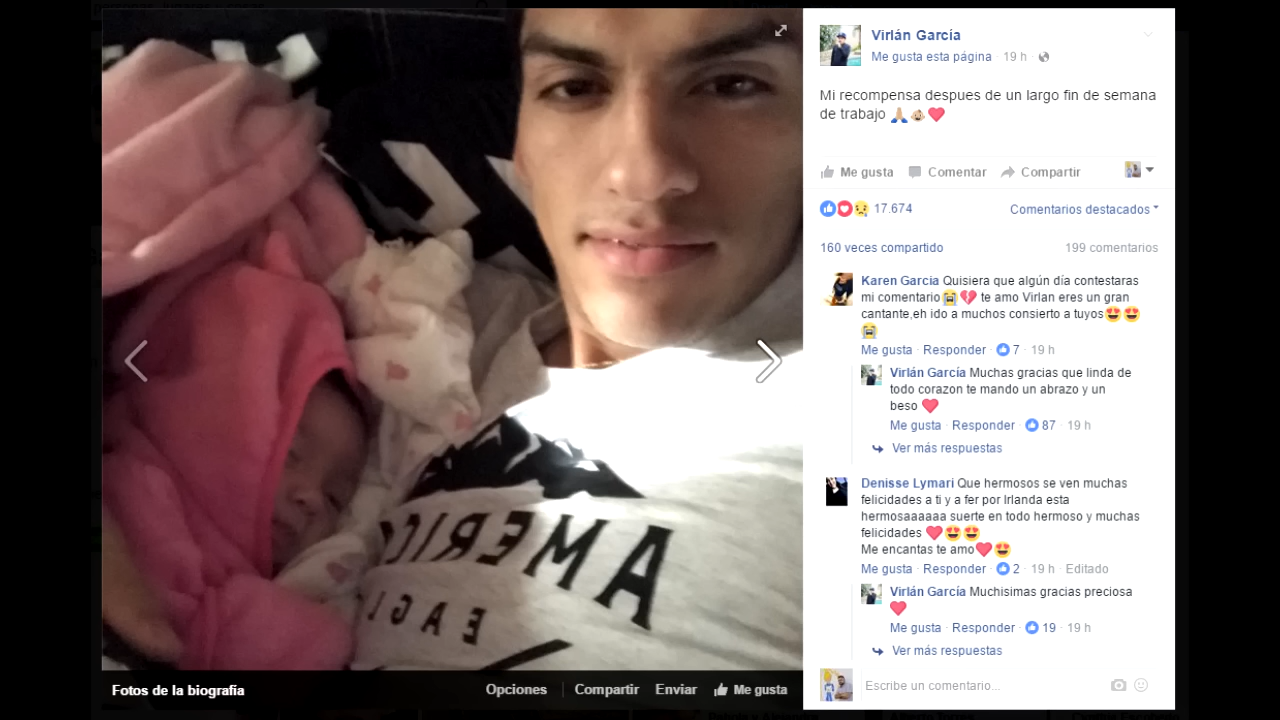 AMERIC
EAGL
Fotos de la biografía
Opciones
Compartir
Enviar
Me gusta
Virlán García
Me gusta esta página · 19 h ·
Mi recompensa despues de un largo fin de semana
de trabajo 🙏👶❤️
Me gusta Comentar Compartir
17.674
Comentarios destacados
160 veces compartido
199 comentarios
Karen Garcia Quisiera que algún día contestaras
mi comentario😭💔 te amo Virlan eres un gran
cantante,eh ido a muchos consierto a tuyos😍😍
😭
Me gusta · Responder · 7 · 19 h
Virlán García Muchas gracias que linda de
todo corazon te mando un abrazo y un
beso ❤️
Me gusta · Responder · 87 · 19 h
Ver más respuestas
Denisse Lymari Que hermosos se ven muchas
felicidades a ti y a fer por Irlanda esta
hermosaaaaaa suerte en todo hermoso y muchas
felicidades ❤️😍😍
Me encantas te amo❤️😍
Me gusta · Responder · 2 · 19 h · Editado
Virlán García Muchisimas gracias preciosa
❤️
Me gusta · Responder · 19 · 19 h
Ver más respuestas
Escribe un comentario...